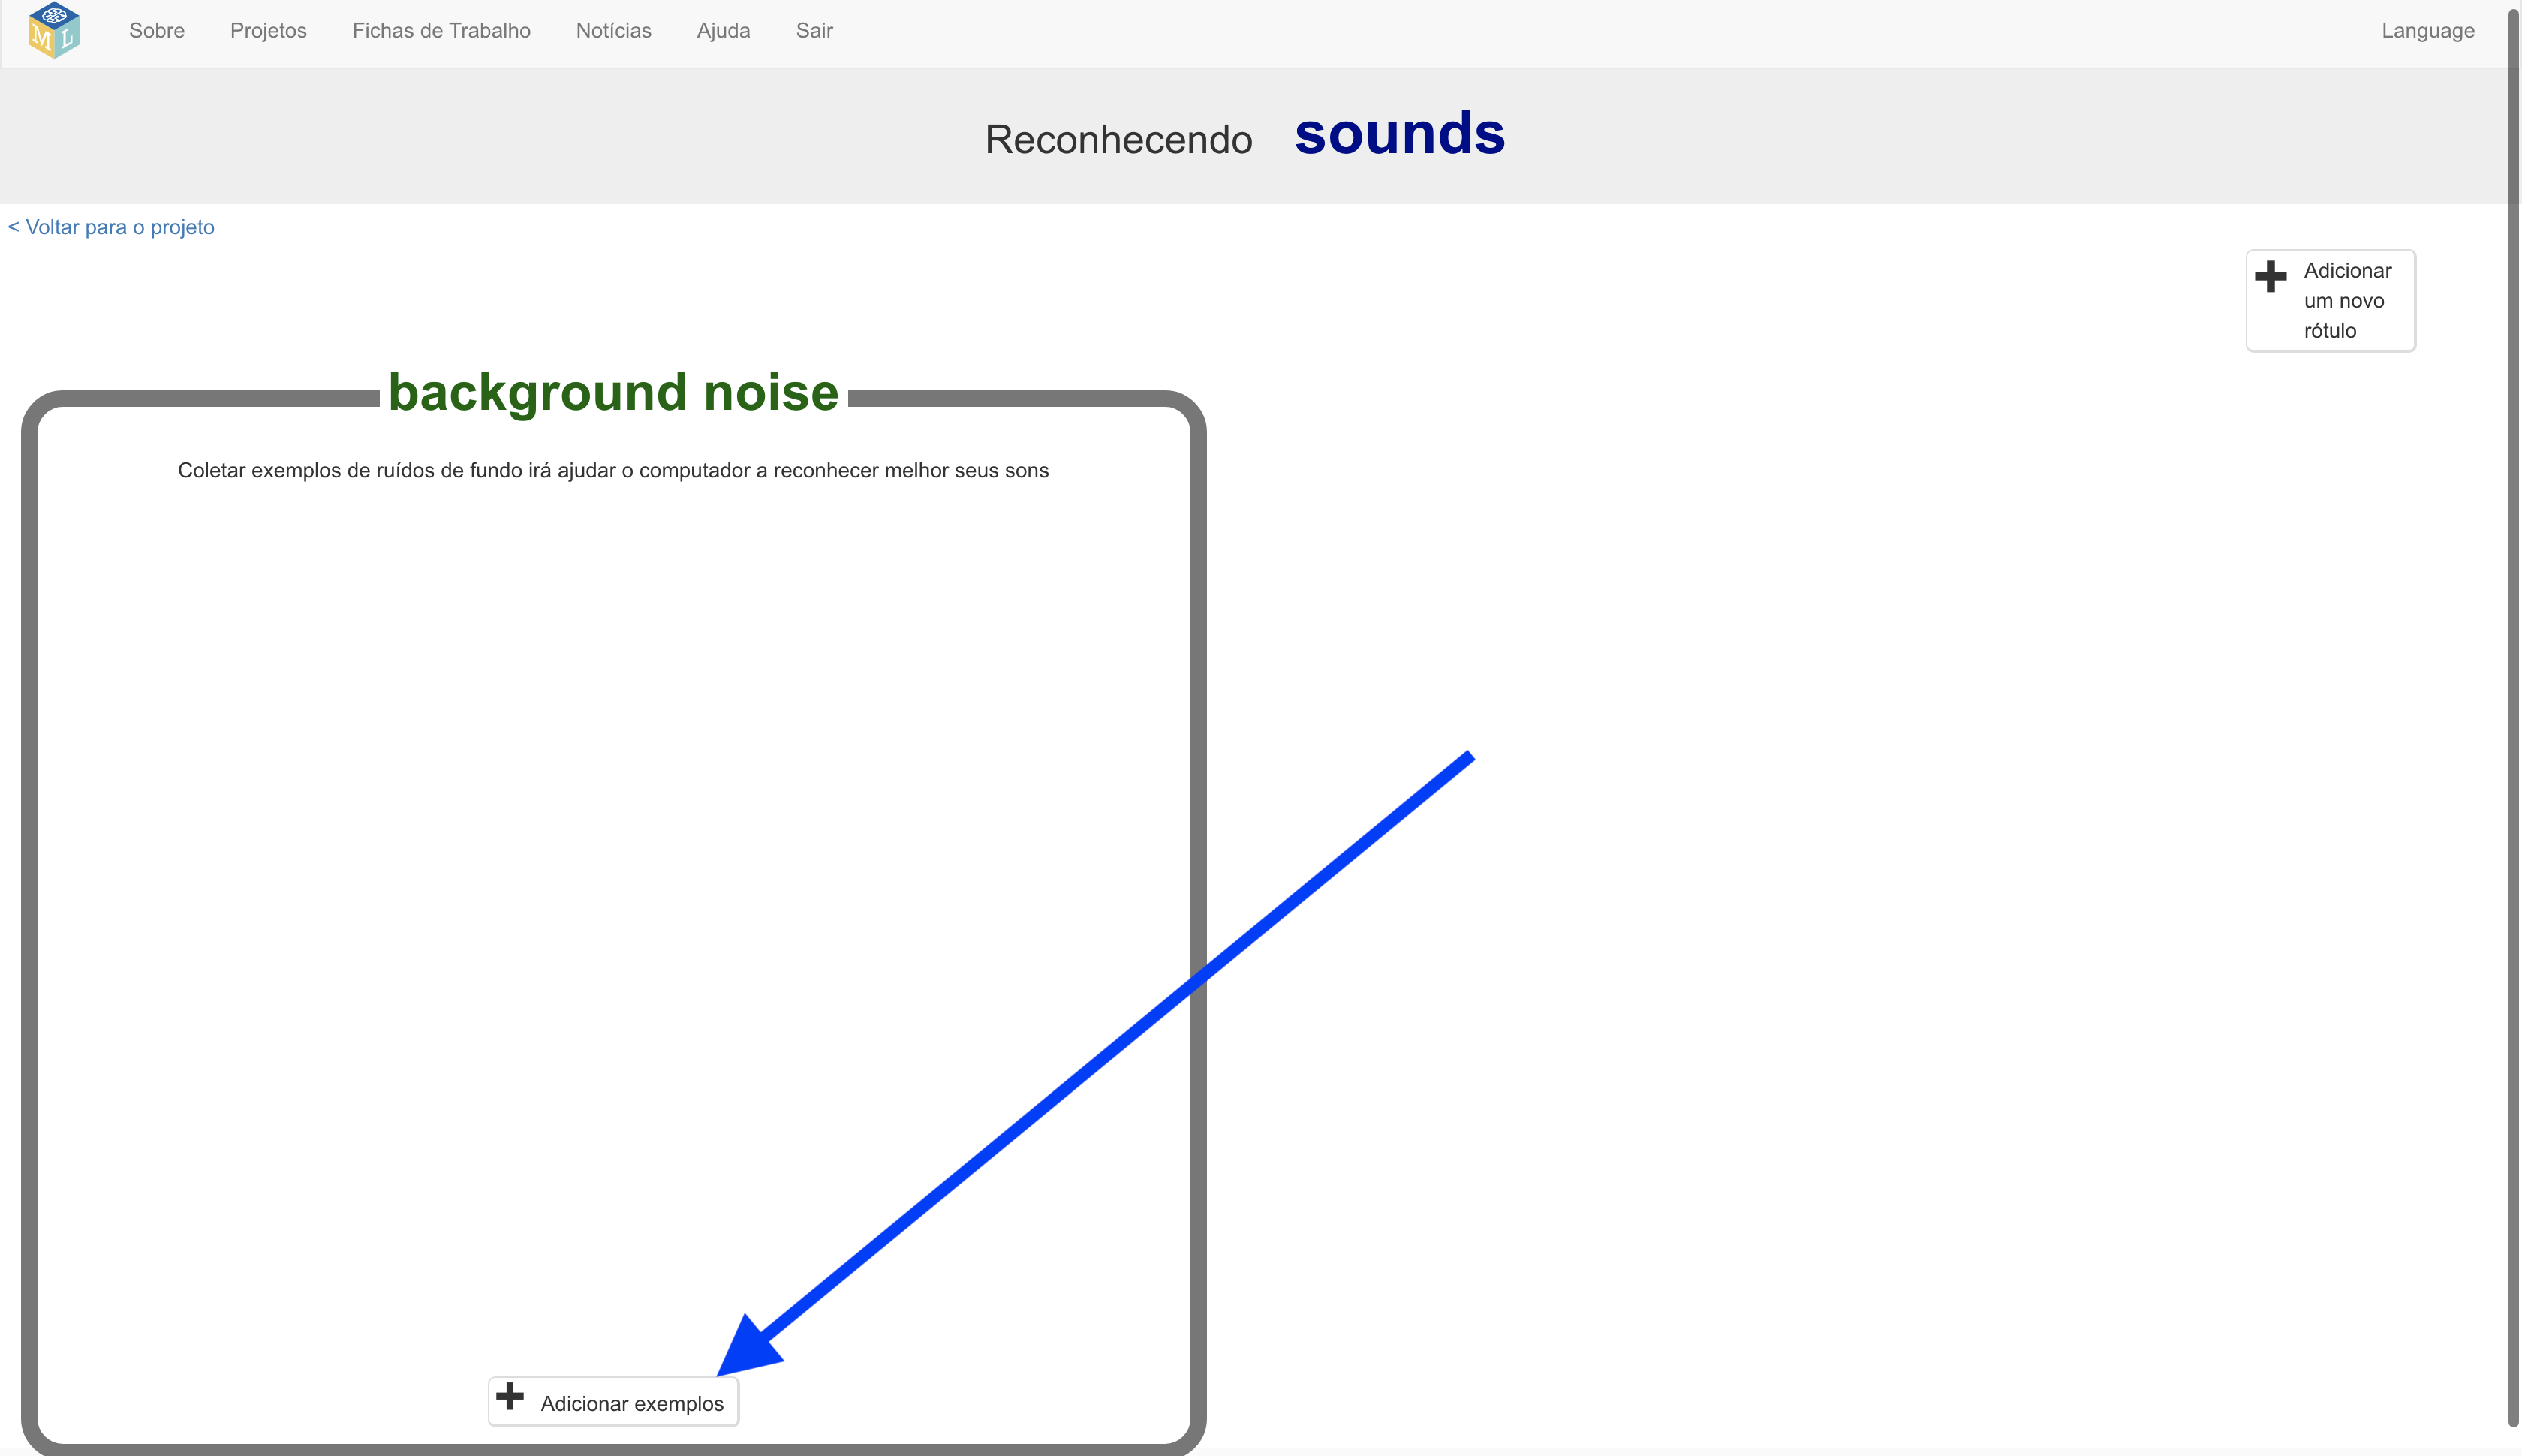 M L
Sobre Projetos Fichas de Trabalho Notícias Ajuda Sair Language
Reconhecendo sounds
< Voltar para o projeto
Adicionar
um novo
rótulo
background noise
Coletar exemplos de ruídos de fundo irá ajudar o computador a reconhecer melhor seus sons
Adicionar exemplos